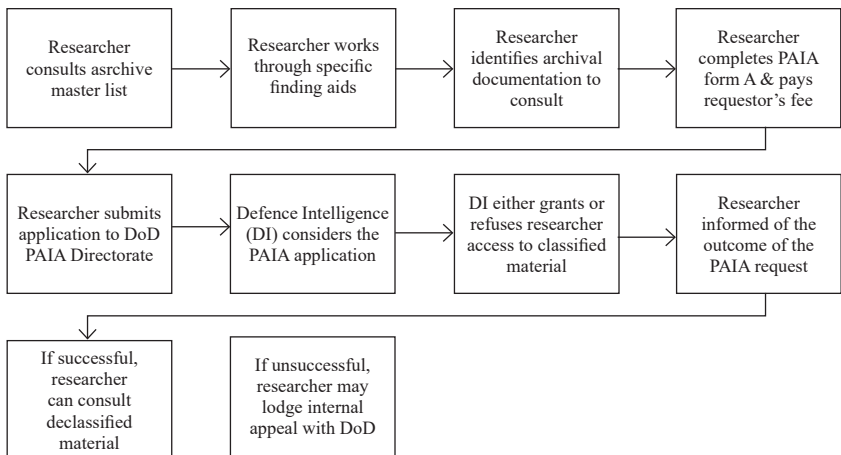 Researcher
consults asrchive
master list
Researcher works
through specific
finding aids
Researcher
identifies archival
documentation to
consult
Researcher
completes PAIA
form A & pays
requestor’s fee
Researcher submits
application to DoD
PAIA Directorate
Defence Intelligence
(DI) considers the
PAIA application
DI either grants or
refuses researcher
access to classified
material
Researcher
informed of the
outcome of the
PAIA request
If successful,
researcher
can consult
declassified
material
If unsuccessful,
researcher may
lodge internal
appeal with DoD